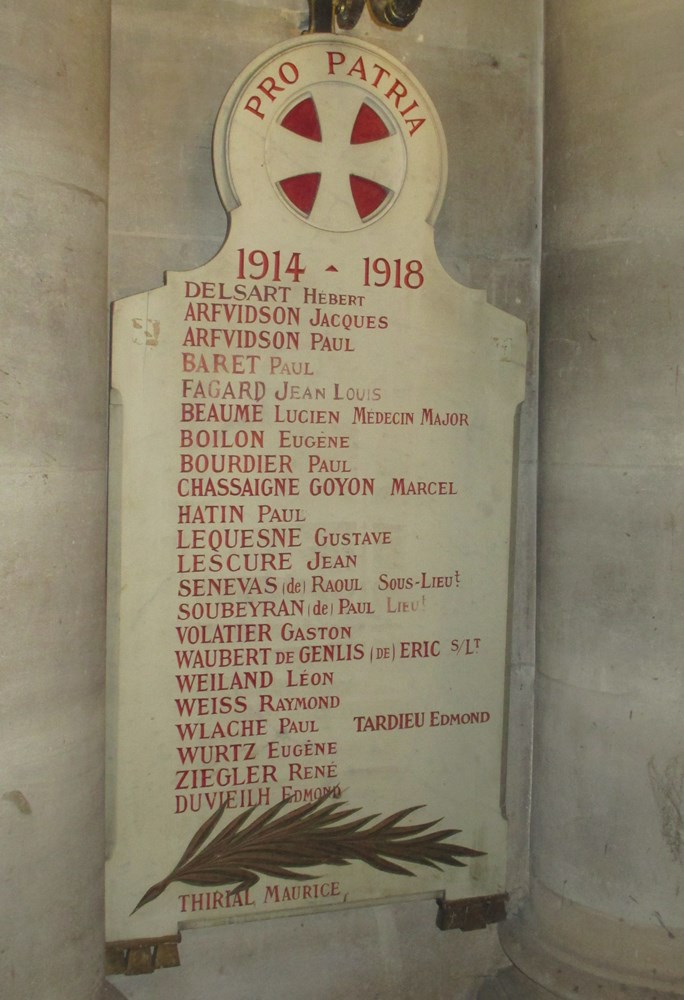 PRO PATRIA
1914 - 1918
DELSART HÉBERT
ARFVIDSON JACQUES
ARFVIDSON PAUL
BARET PAUL
FAGARD JEAN LOUIS
BEAUMÉ LUCIEN MÉDECIN MAJOR
BOILON EUGÈNE
BOURDIER PAUL
CHASSAIGNE GOYON MARCEL
HATIN PAUL
LEQUESNE GUSTAVE
LESCURE JEAN
SENEVAS (de) RAOUL SOUS-LIEUt
SOUBEYRAN (de) PAUL LIEUt
VOLATIER GASTON
WAUBERT DE GENLIS (DE) ERIC S/LT
WEILAND LÉON
WEISS RAYMOND
WLACHE PAUL TARDIEU EDMOND
WURTZ EUGÈNE
ZIEGLER RENÉ
DUVIEILH EDMOND
THIRIAL MAURICE